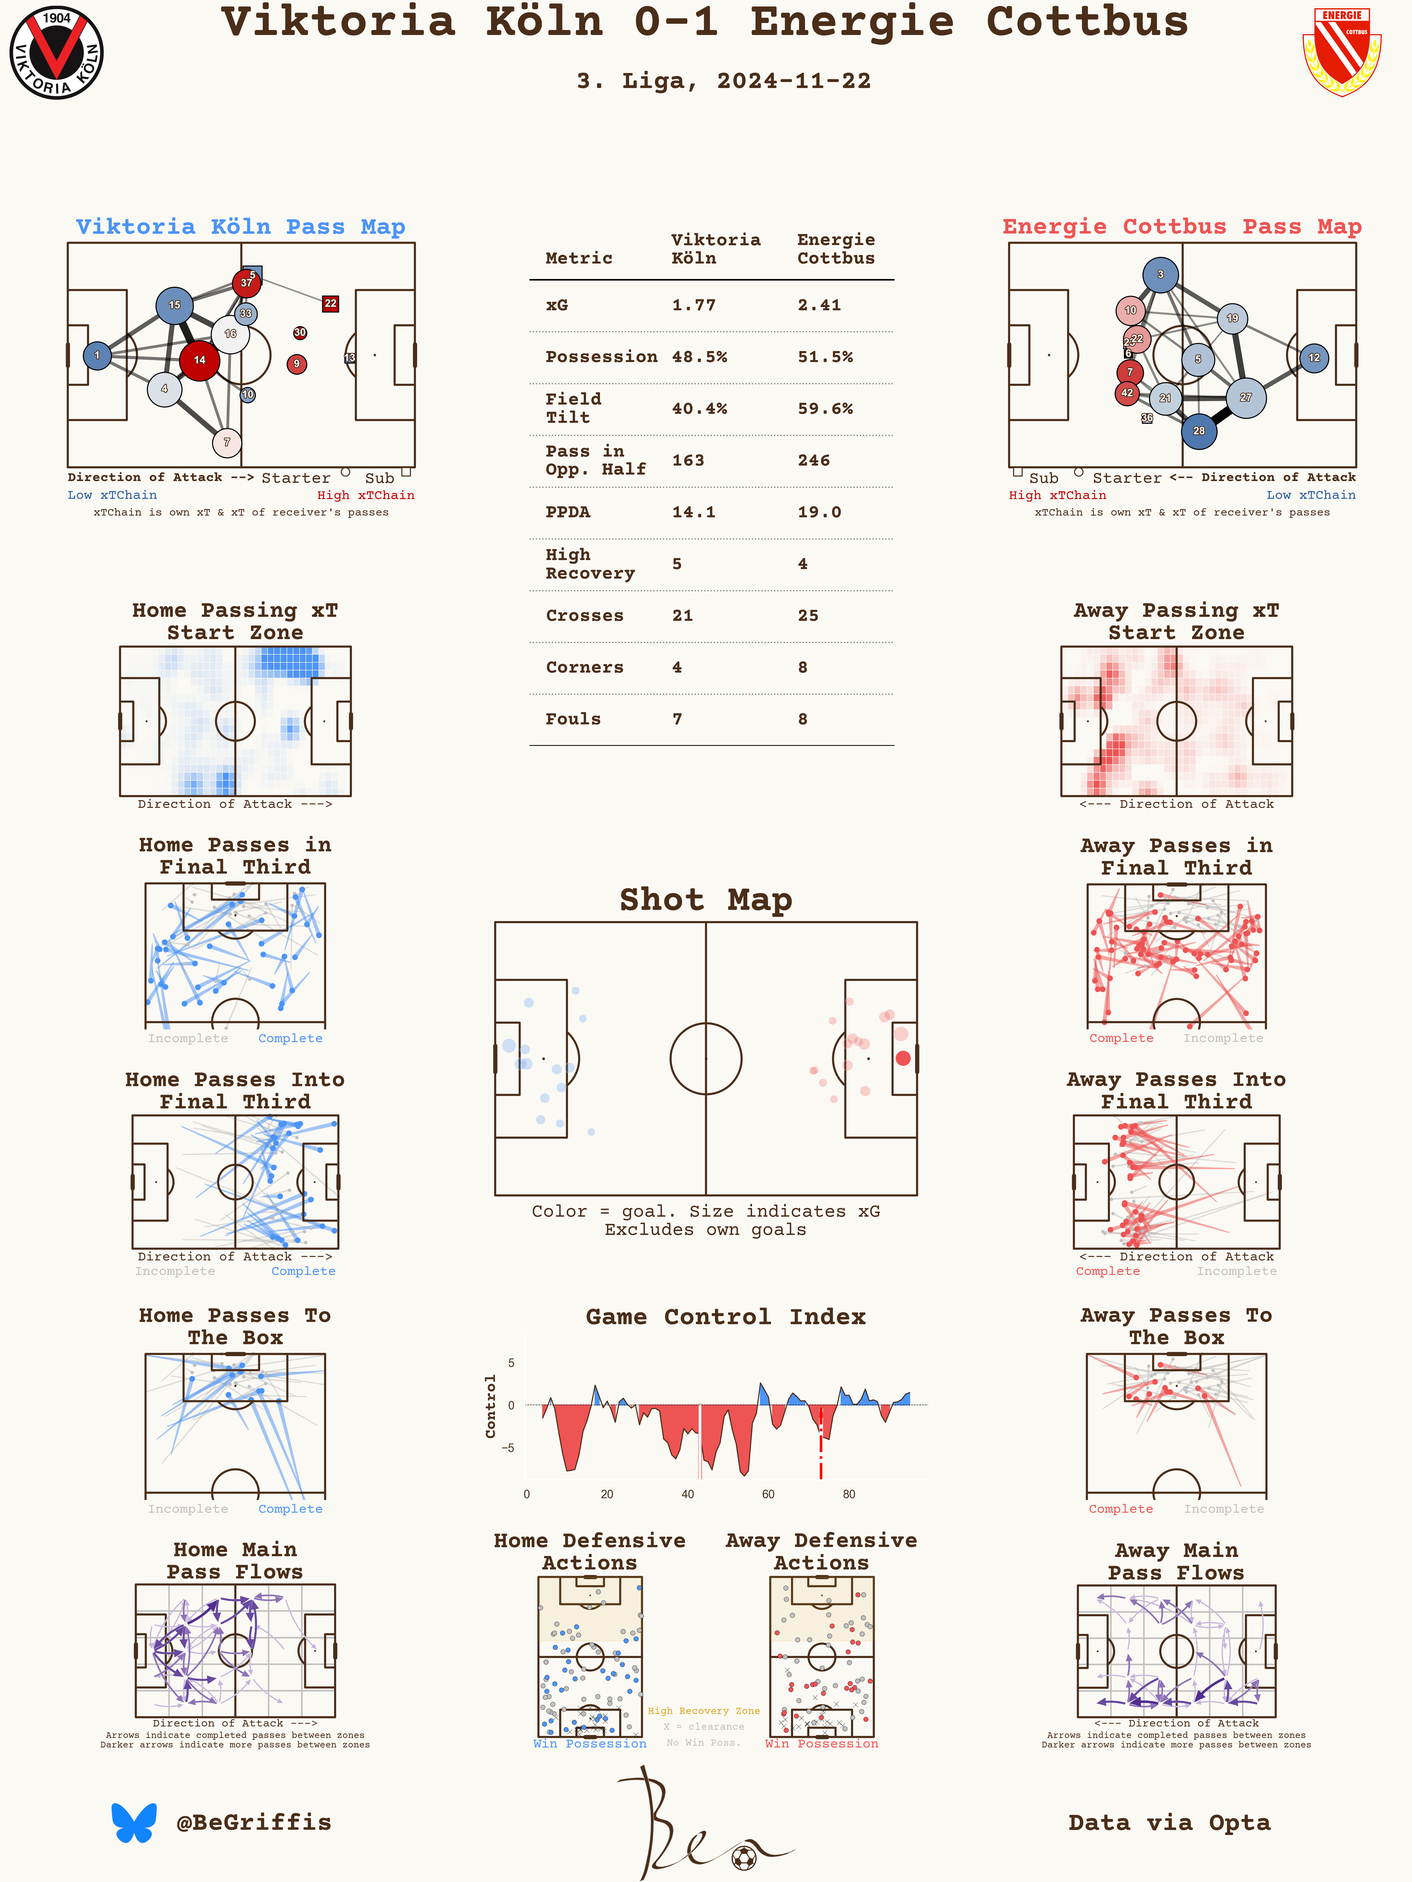 Viktoria Köln 0-1 Energie Cottbus
3. Liga, 2024-11-22
1904
VIKTORIA KÖLN
ENERGIE
COTTBUS
Viktoria Köln Pass Map
5
37
22
15
33
16
30
1
14
9
13
4
10
7
Direction of Attack --> Starter Sub
Low xTChain High xTChain
xTChain is own xT & xT of receiver's passes
Metric Viktoria Köln Energie Cottbus
xG 1.77 2.41
Possession 48.5% 51.5%
Field Tilt 40.4% 59.6%
Pass in Opp. Half 163 246
PPDA 14.1 19.0
High Recovery 5 4
Crosses 21 25
Corners 4 8
Fouls 7 8
Energie Cottbus Pass Map
3
10
19
22
6
5
12
7
42
21
27
36
28
Sub Starter <-- Direction of Attack
High xTChain Low xTChain
xTChain is own xT & xT of receiver's passes
Home Passing xT
Start Zone
Direction of Attack --->
Away Passing xT
Start Zone
<--- Direction of Attack
Home Passes in
Final Third
Incomplete Complete
Away Passes in
Final Third
Complete Incomplete
Shot Map
Color = goal. Size indicates xG
Excludes own goals
Home Passes Into
Final Third
Direction of Attack --->
Incomplete Complete
Away Passes Into
Final Third
<--- Direction of Attack
Complete Incomplete
Home Passes To
The Box
Incomplete Complete
Game Control Index
Control
5
0
−5
0 20 40 60 80
Away Passes To
The Box
Complete Incomplete
Home Main
Pass Flows
Direction of Attack --->
Arrows indicate completed passes between zones
Darker arrows indicate more passes between zones
Home Defensive
Actions
Win Possession
High Recovery Zone
X = clearance
No Win Poss.
Away Defensive
Actions
Win Possession
Away Main
Pass Flows
<--- Direction of Attack
Arrows indicate completed passes between zones
Darker arrows indicate more passes between zones
@BeGriffis
Ben
Data via Opta